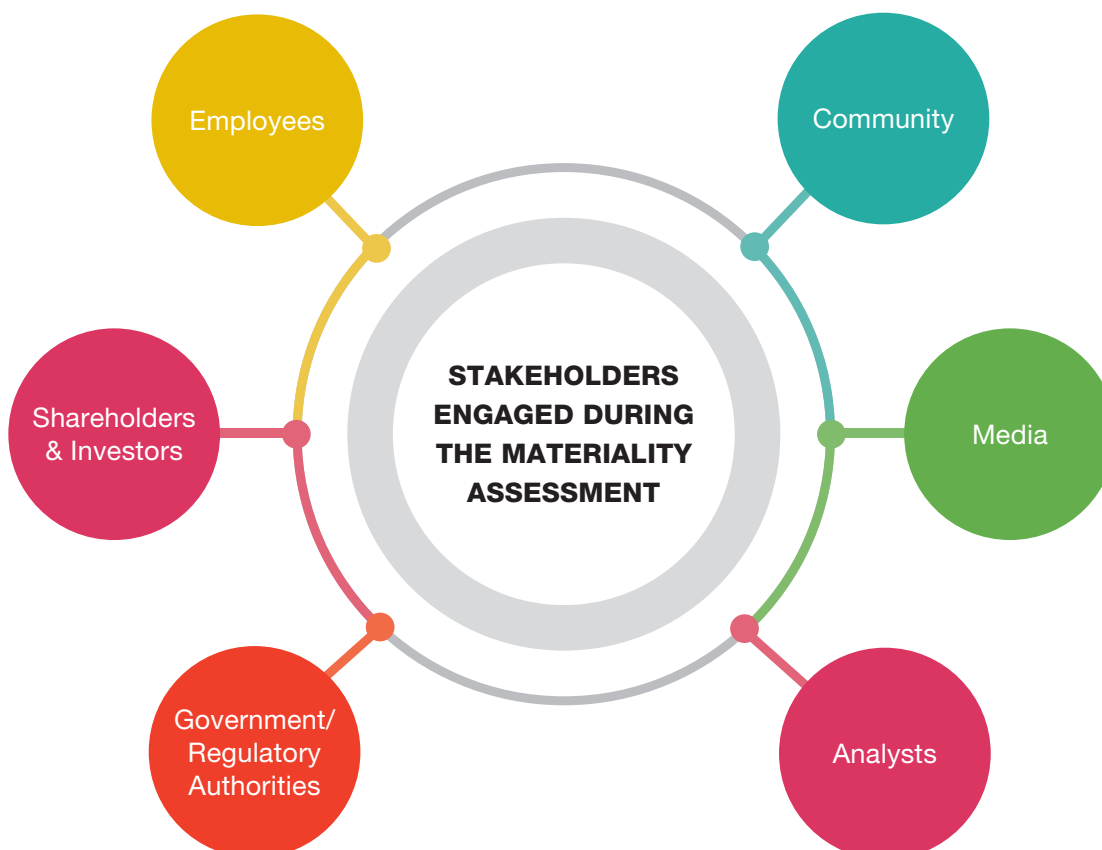 Employees
Community
Shareholders
& Investors
STAKEHOLDERS
ENGAGED DURING
THE MATERIALITY
ASSESSMENT
Media
Government/
Regulatory
Authorities
Analysts